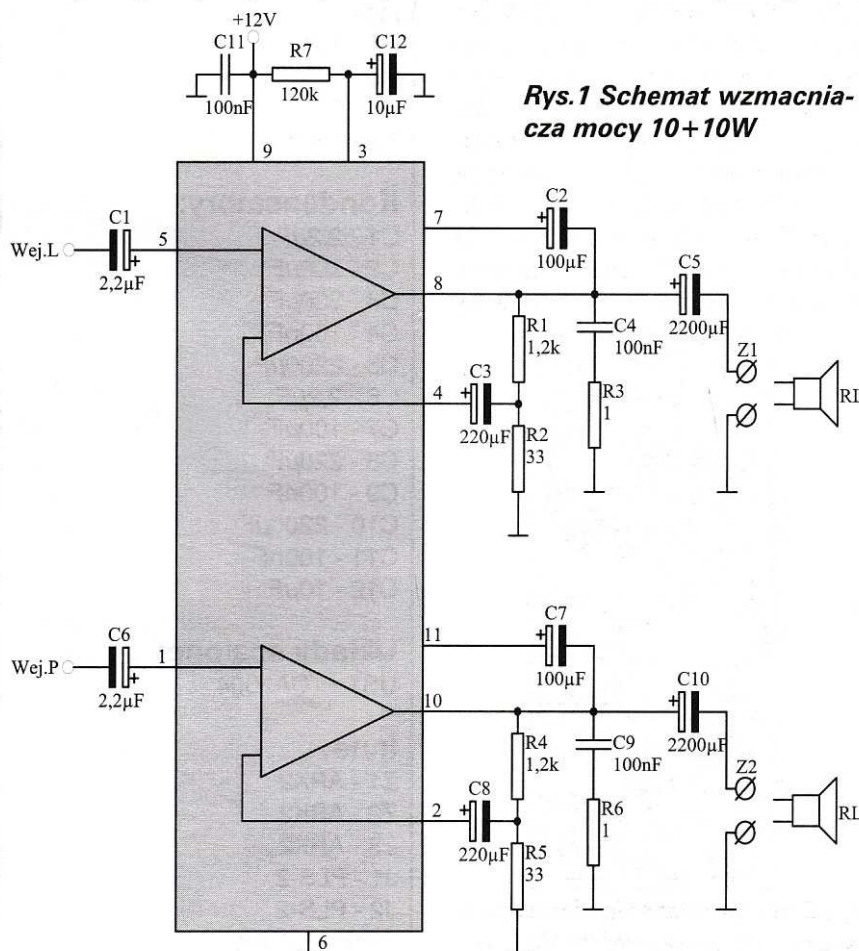 +12V
C11
R7
C12
100nF
120k
10µF
+
Rys.1 Schemat wzmacnia-
cza mocy 10+10W
9
3
C1
Wej.L
2,2µF
+
5
7
C2
+
100µF
8
C5
+
2200µF
R1
1,2k
C4
100nF
Z1
C3
+
220µF
4
R2
33
R3
1
RL
C6
Wej.P
2,2µF
+
1
11
C7
+
100µF
10
C10
+
2200µF
R4
1,2k
C9
100nF
Z2
C8
+
220µF
2
R5
33
R6
1
RL
6